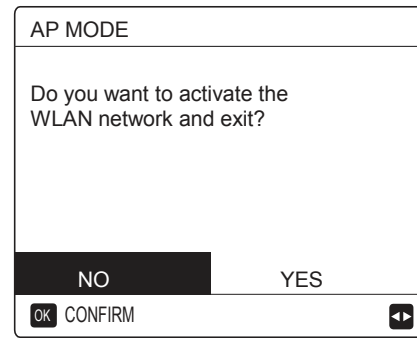 AP MODE
Do you want to activate the
WLAN network and exit?
NO YES
OK CONFIRM